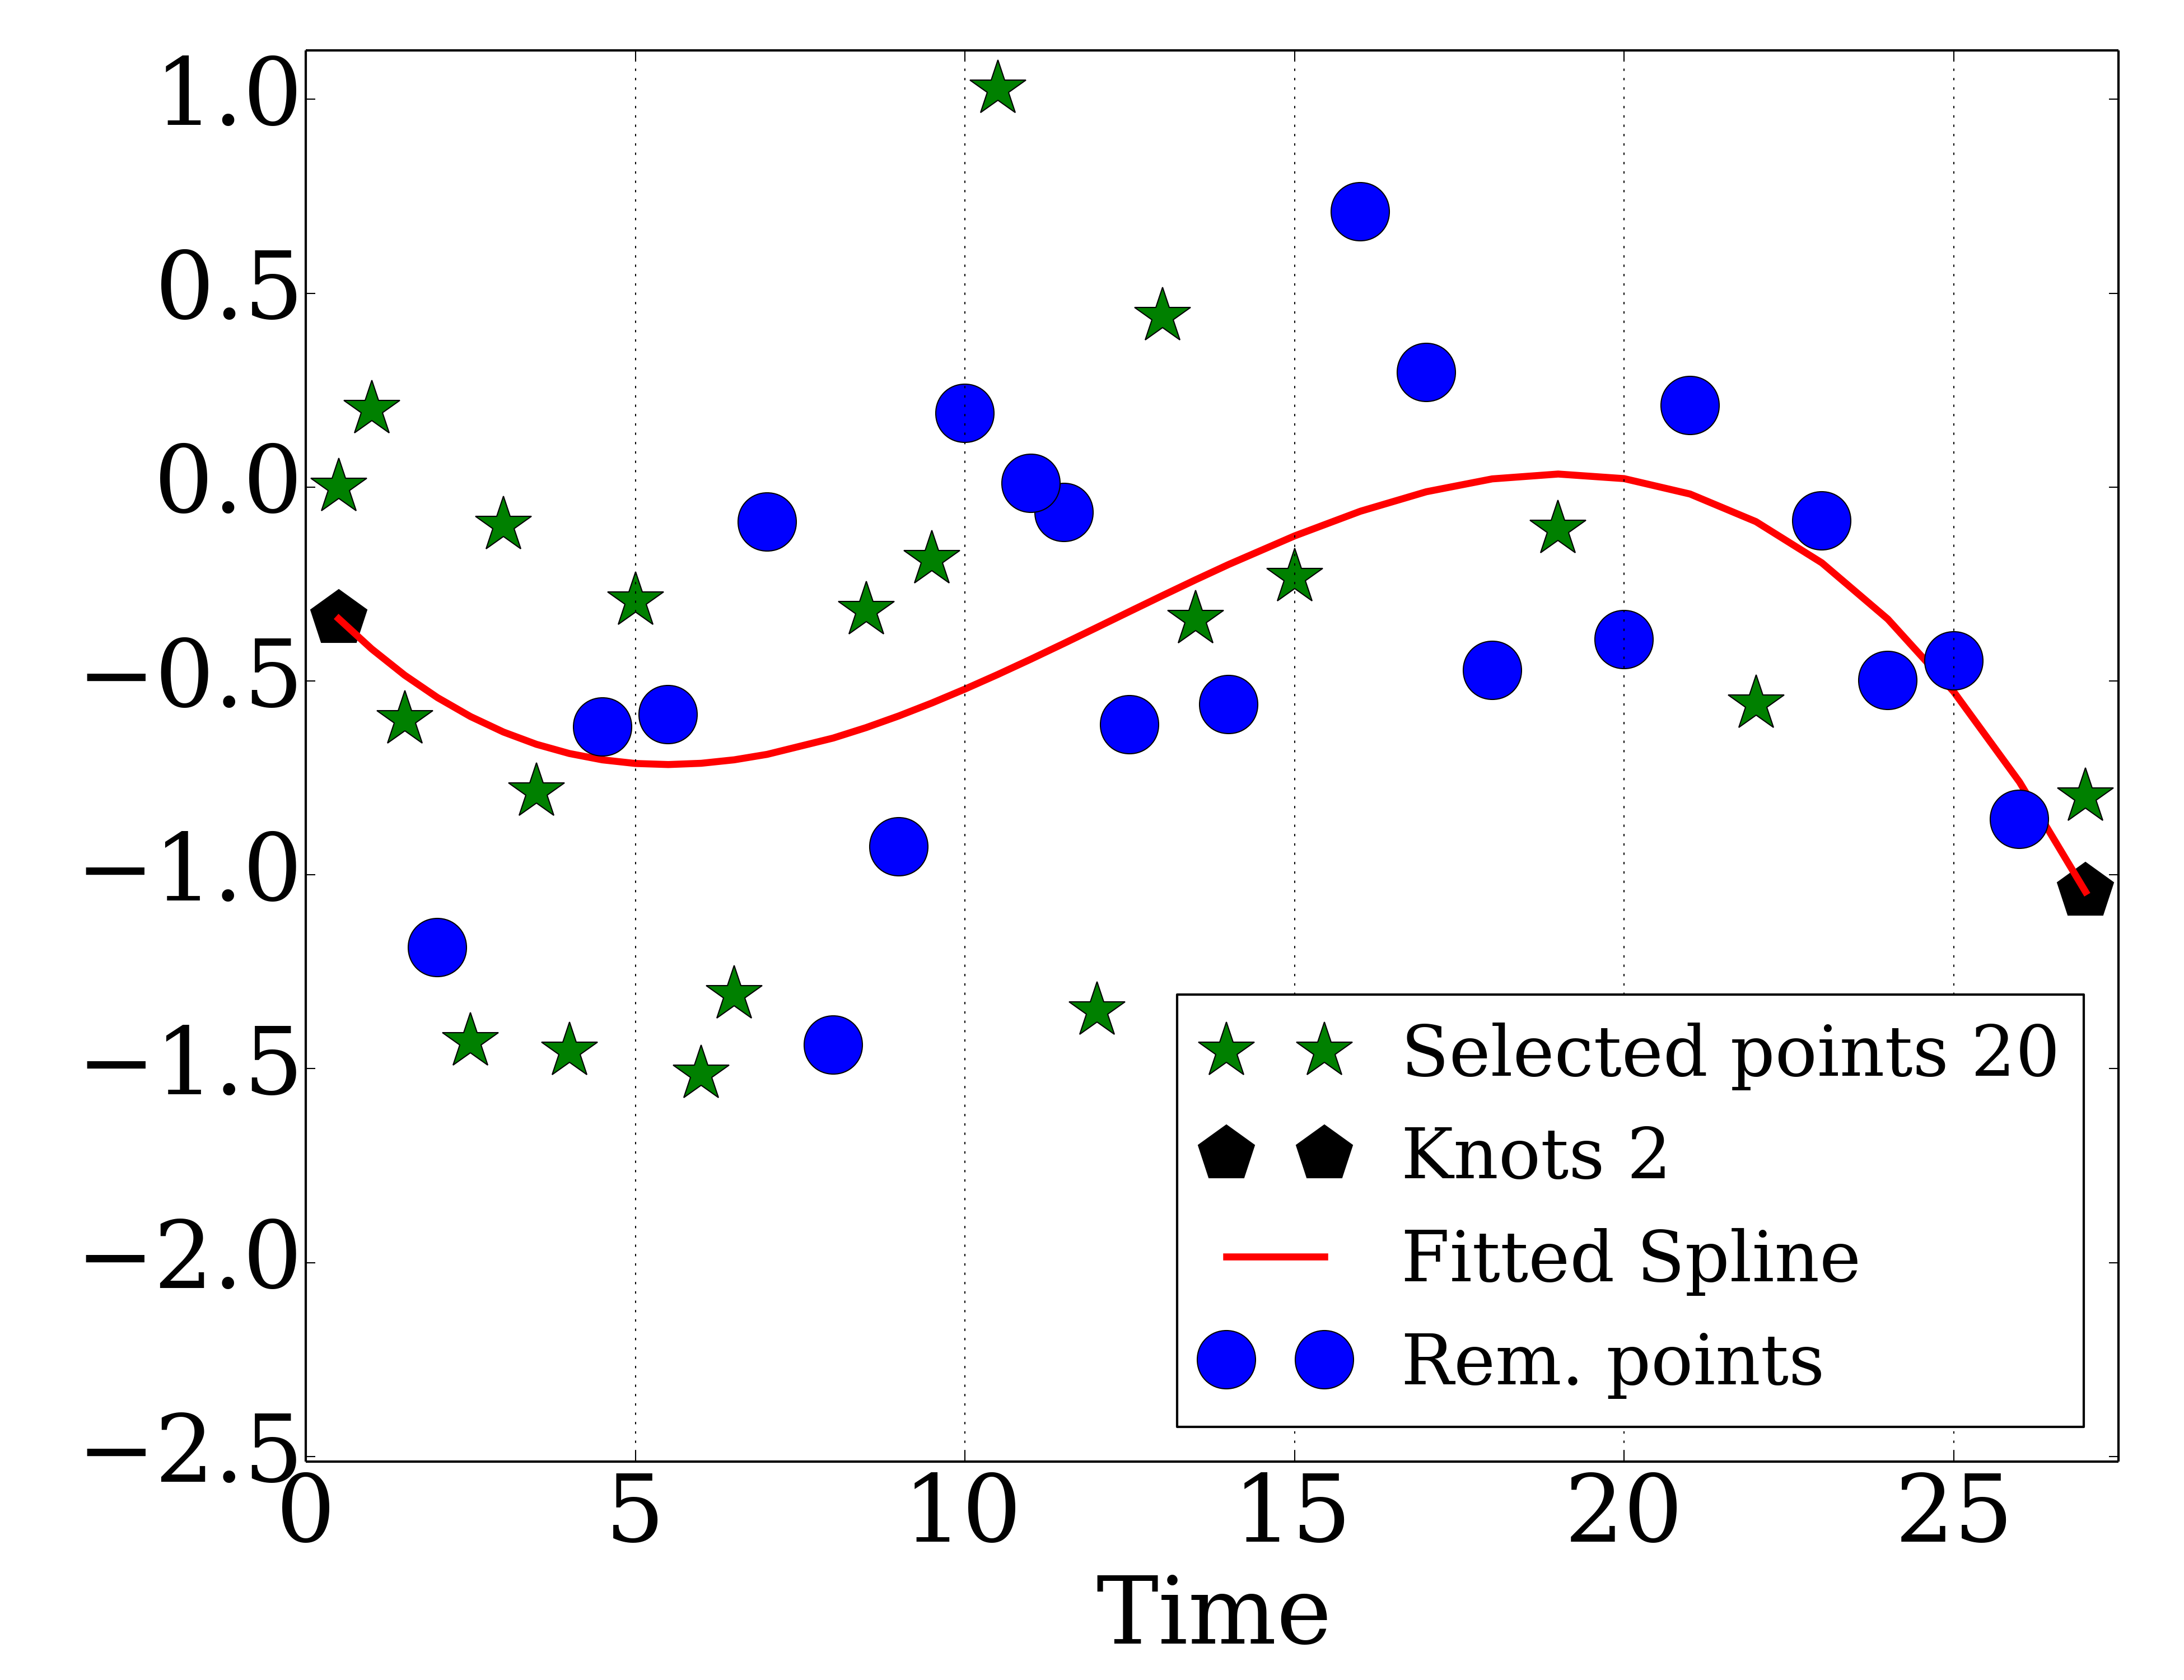 1.0
0.5
0.0
−0.5
−1.0
−1.5
−2.0
−2.5
0 5 10 15 20 25
Time
Selected points 20
Knots 2
Fitted Spline
Rem. points